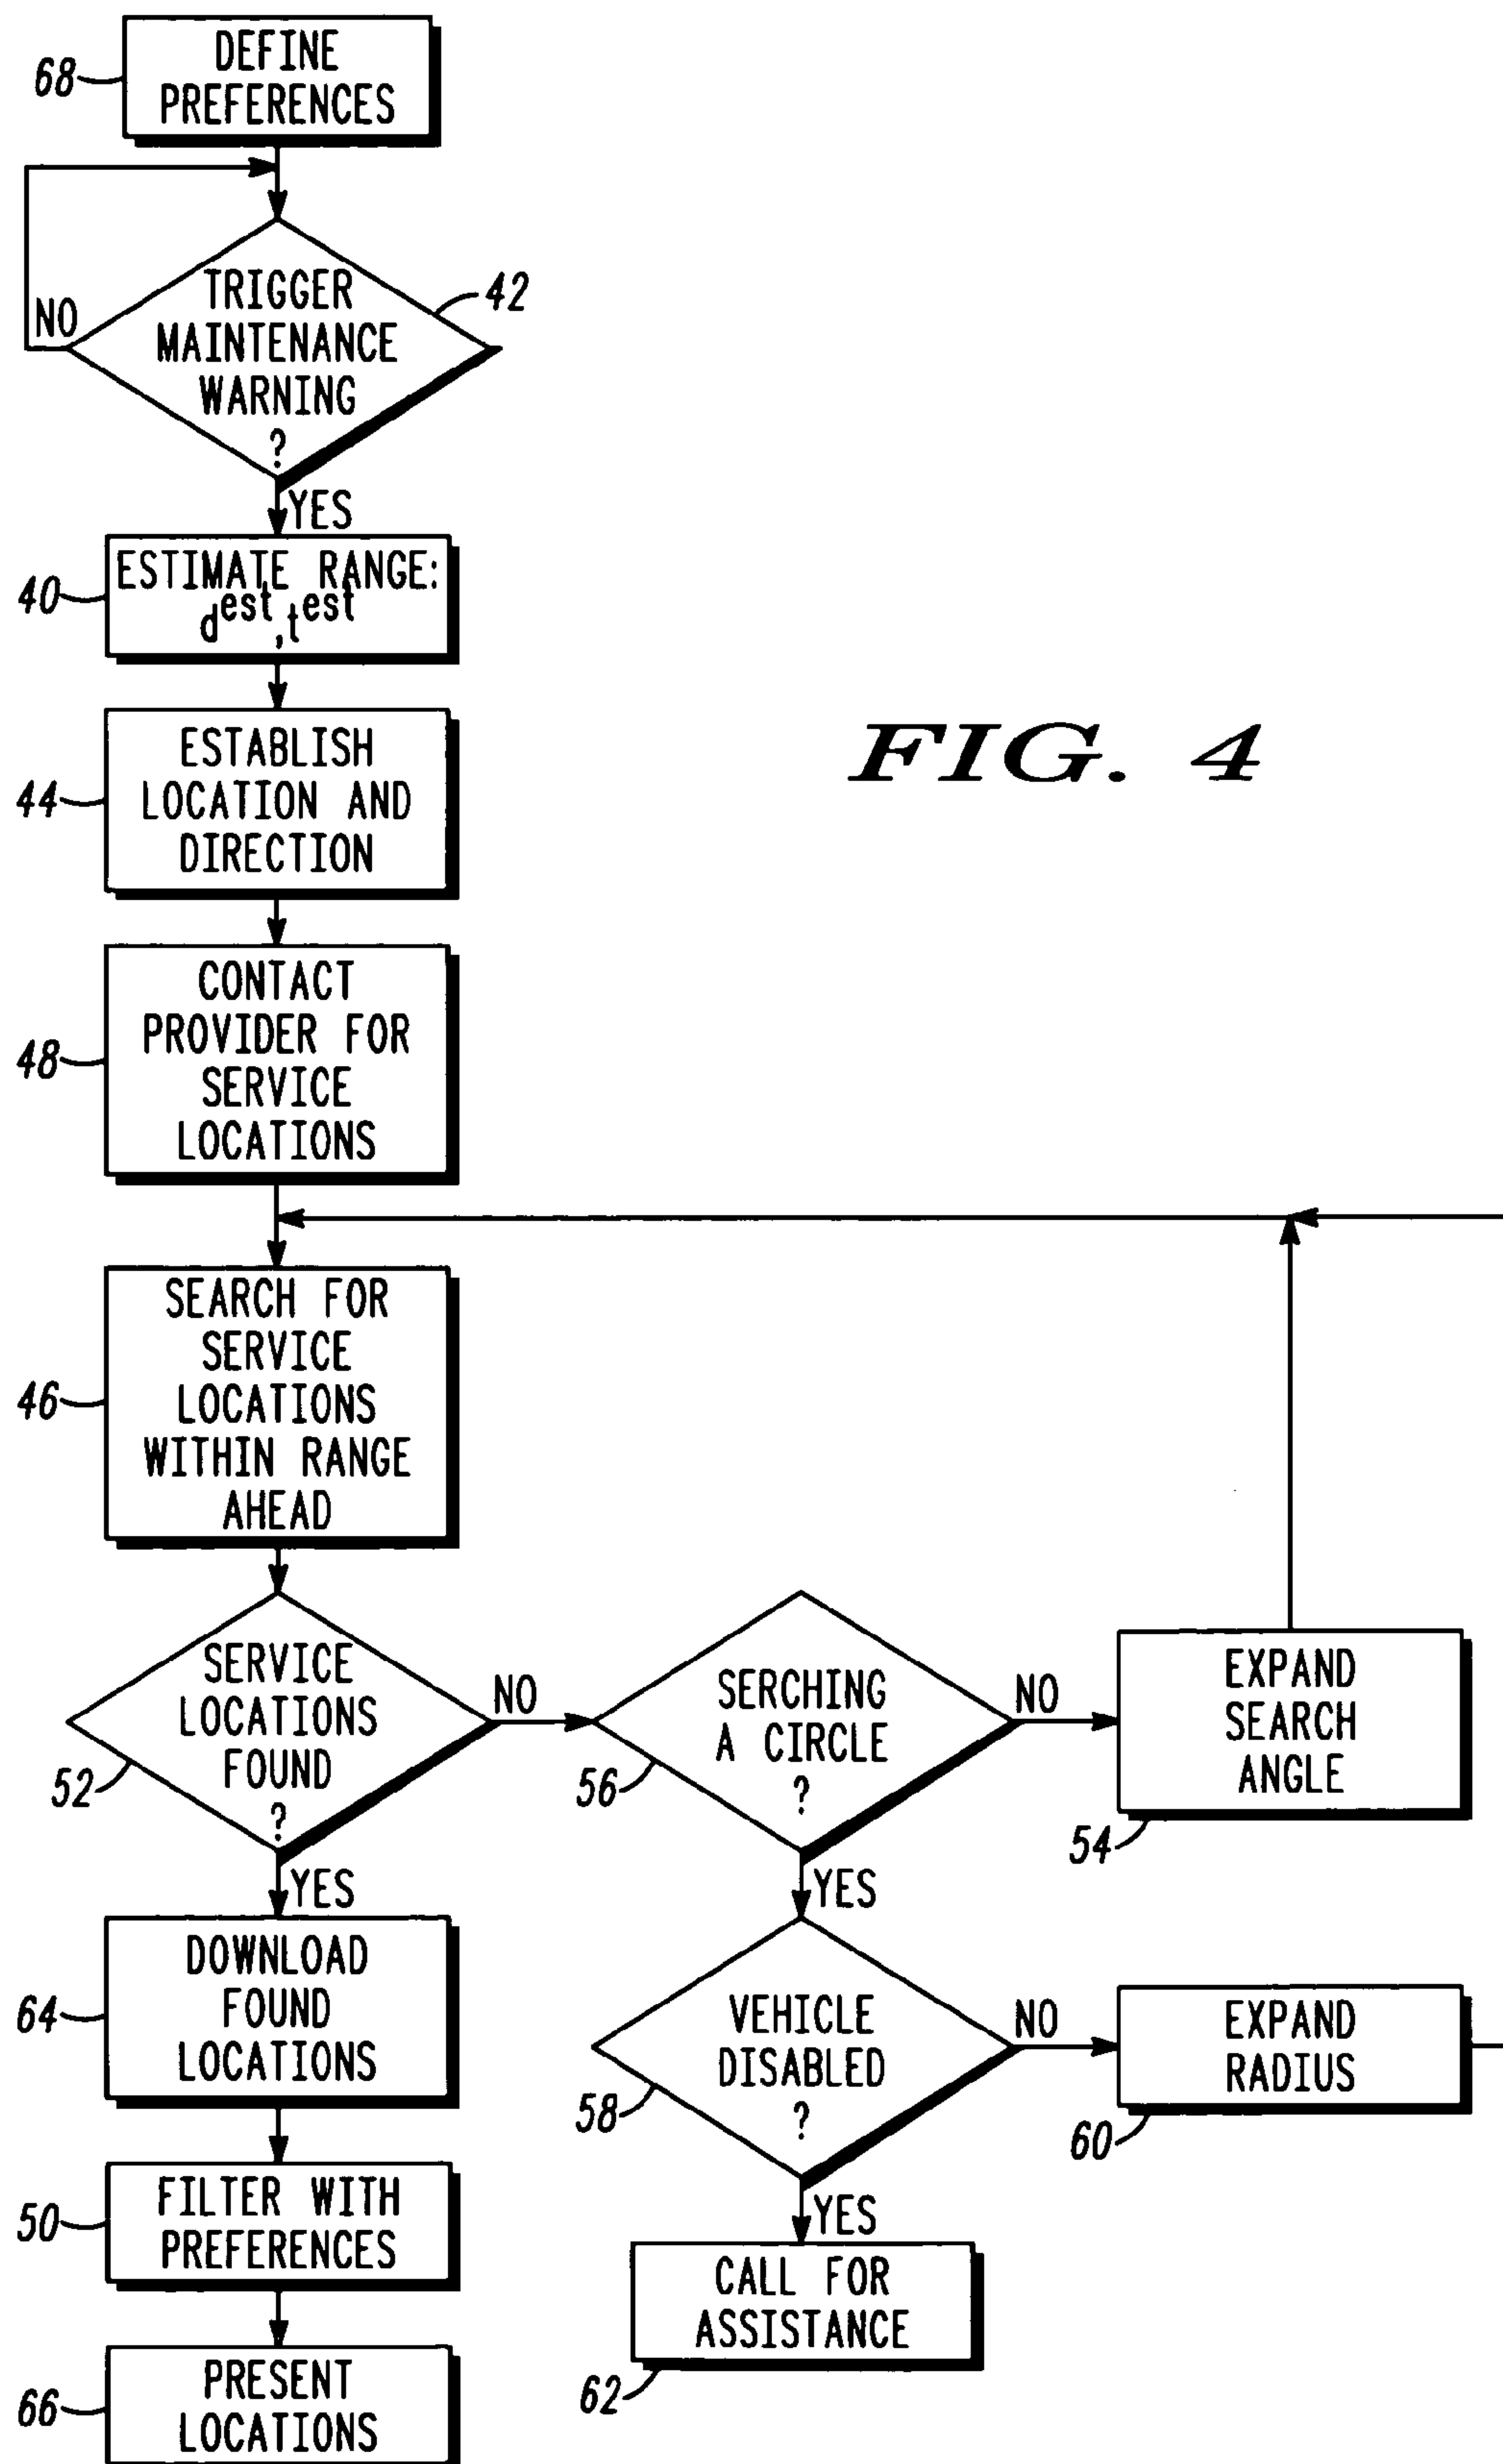 68
DEFINE
PREFERENCES
NO
TRIGGER
MAINTENANCE
WARNING
?
42
YES
40
ESTIMATE RANGE:
dest,test
44
ESTABLISH
LOCATION AND
DIRECTION
FIG. 4
48
CONTACT
PROVIDER FOR
SERVICE
LOCATIONS
46
SEARCH FOR
SERVICE
LOCATIONS
WITHIN RANGE
AHEAD
52
SERVICE
LOCATIONS
FOUND
?
NO
YES
56
SERCHING
A CIRCLE
?
NO
YES
54
EXPAND
SEARCH
ANGLE
64
DOWNLOAD
FOUND
LOCATIONS
58
VEHICLE
DISABLED
?
NO
YES
60
EXPAND
RADIUS
50
FILTER WITH
PREFERENCES
62
CALL FOR
ASSISTANCE
66
PRESENT
LOCATIONS